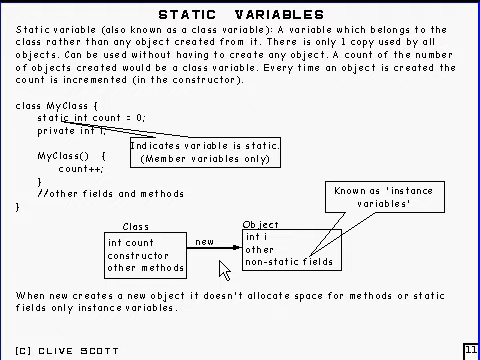 STATIC VARIABLES
Static variable (also known as a class variable): A variable which belongs to the
class rather than any object created from it. There is only 1 copy used by all
objects. Can be used without having to create any object. A count of the number
of objects created would be a class variable. Every time an object is created the
count is incremented (in the constructor).
class MyClass {
static int count = 0;
private int i;
Indicates variable is static.
(Member variables only)
MyClass() {
count++;
}
//other fields and methods
}
Known as 'instance
variables'
Class
int count
constructor
other methods
new
Object
int i
other
non-static fields
When new creates a new object it doesn't allocate space for methods or static
fields only instance variables.
[C] CLIVE SCOTT
11